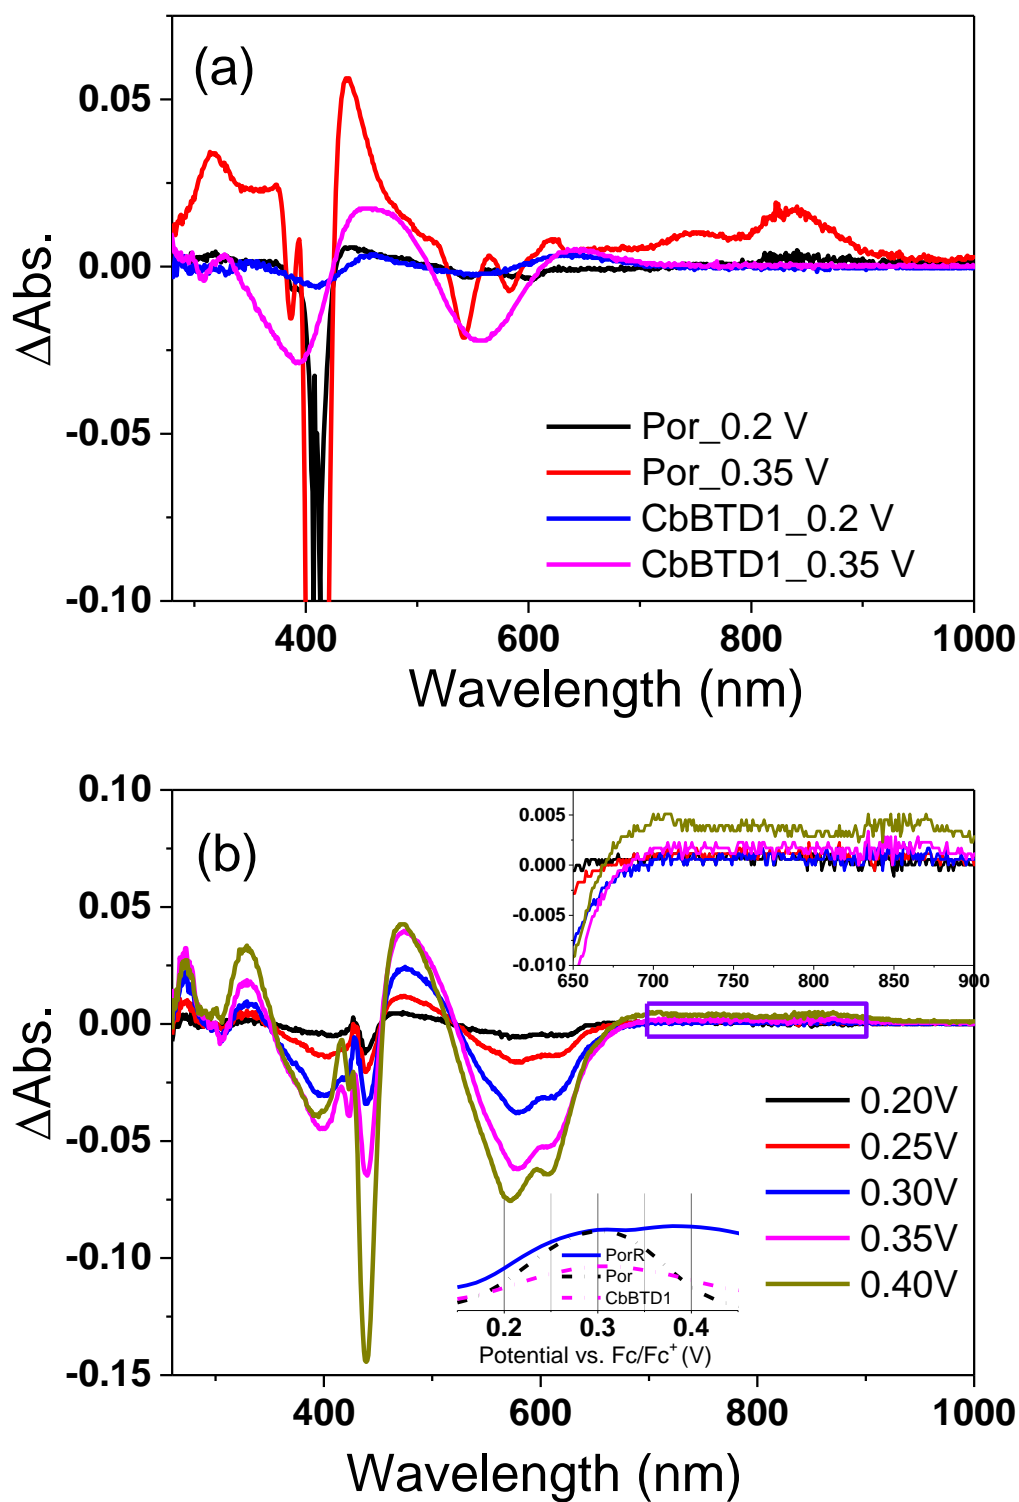 (a)
0.05
0.00
-0.05
-0.10
ΔAbs.
Por_0.2 V
Por_0.35 V
CbBTD1_0.2 V
CbBTD1_0.35 V
400
600
800
1000
Wavelength (nm)
(b)
0.10
0.05
0.00
-0.05
-0.10
-0.15
ΔAbs.
0.005
0.000
-0.005
-0.010
650
700
750
800
850
900
0.20V
0.25V
0.30V
0.35V
0.40V
PorR
Por
CbBTD1
0.2
0.3
0.4
Potential vs. Fc/Fc⁺ (V)
400
600
800
1000
Wavelength (nm)